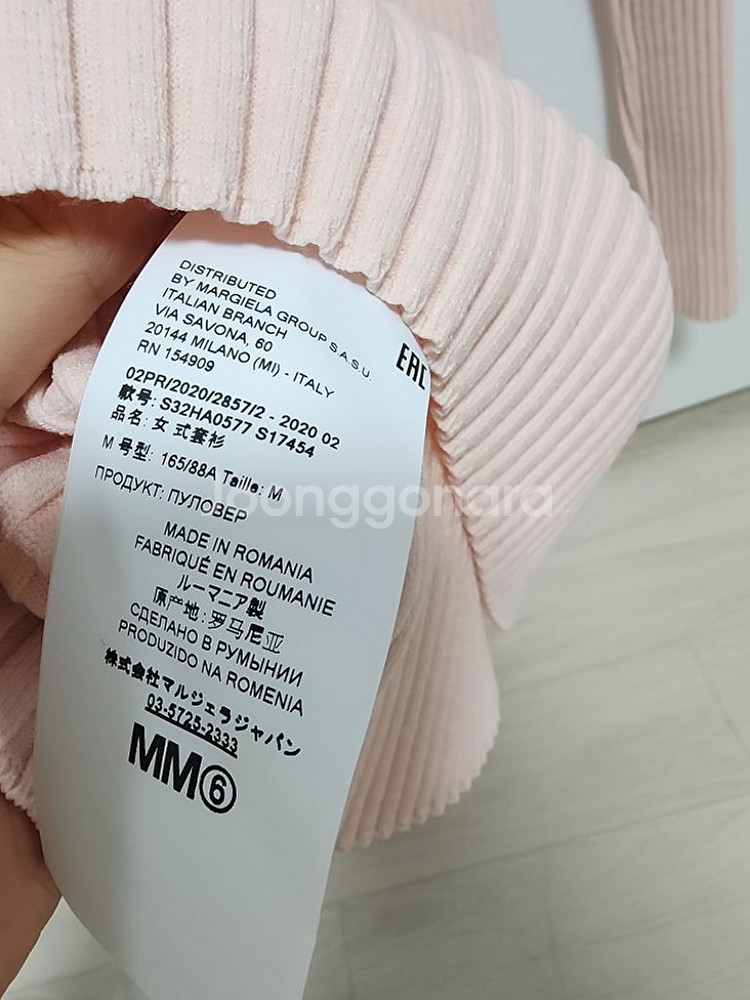 DISTRIBUTED
BY MARGIELA GROUP S.A.S.U.
ITALIAN BRANCH
VIA SAVONA, 60
20144 MILANO (MI) - ITALY
RN 154909
EAC
02PR/2020/2857/2 - 2020 02
款号: S32HA0577 S17454
品名: 女式套衫
M 号型: 165/88A Taille: M
ПРОДУКТ: ПУЛОВЕР
MADE IN ROMANIA
FABRIQUÉ EN ROUMANIE
ルーマニア製
原产地: 罗马尼亚
СДЕЛАНО В РУМЫНИИ
PRODUZIDO NA ROMENIA
株式会社マルジェラジャパン
03-5725-2333
MM⑥
joonggonara